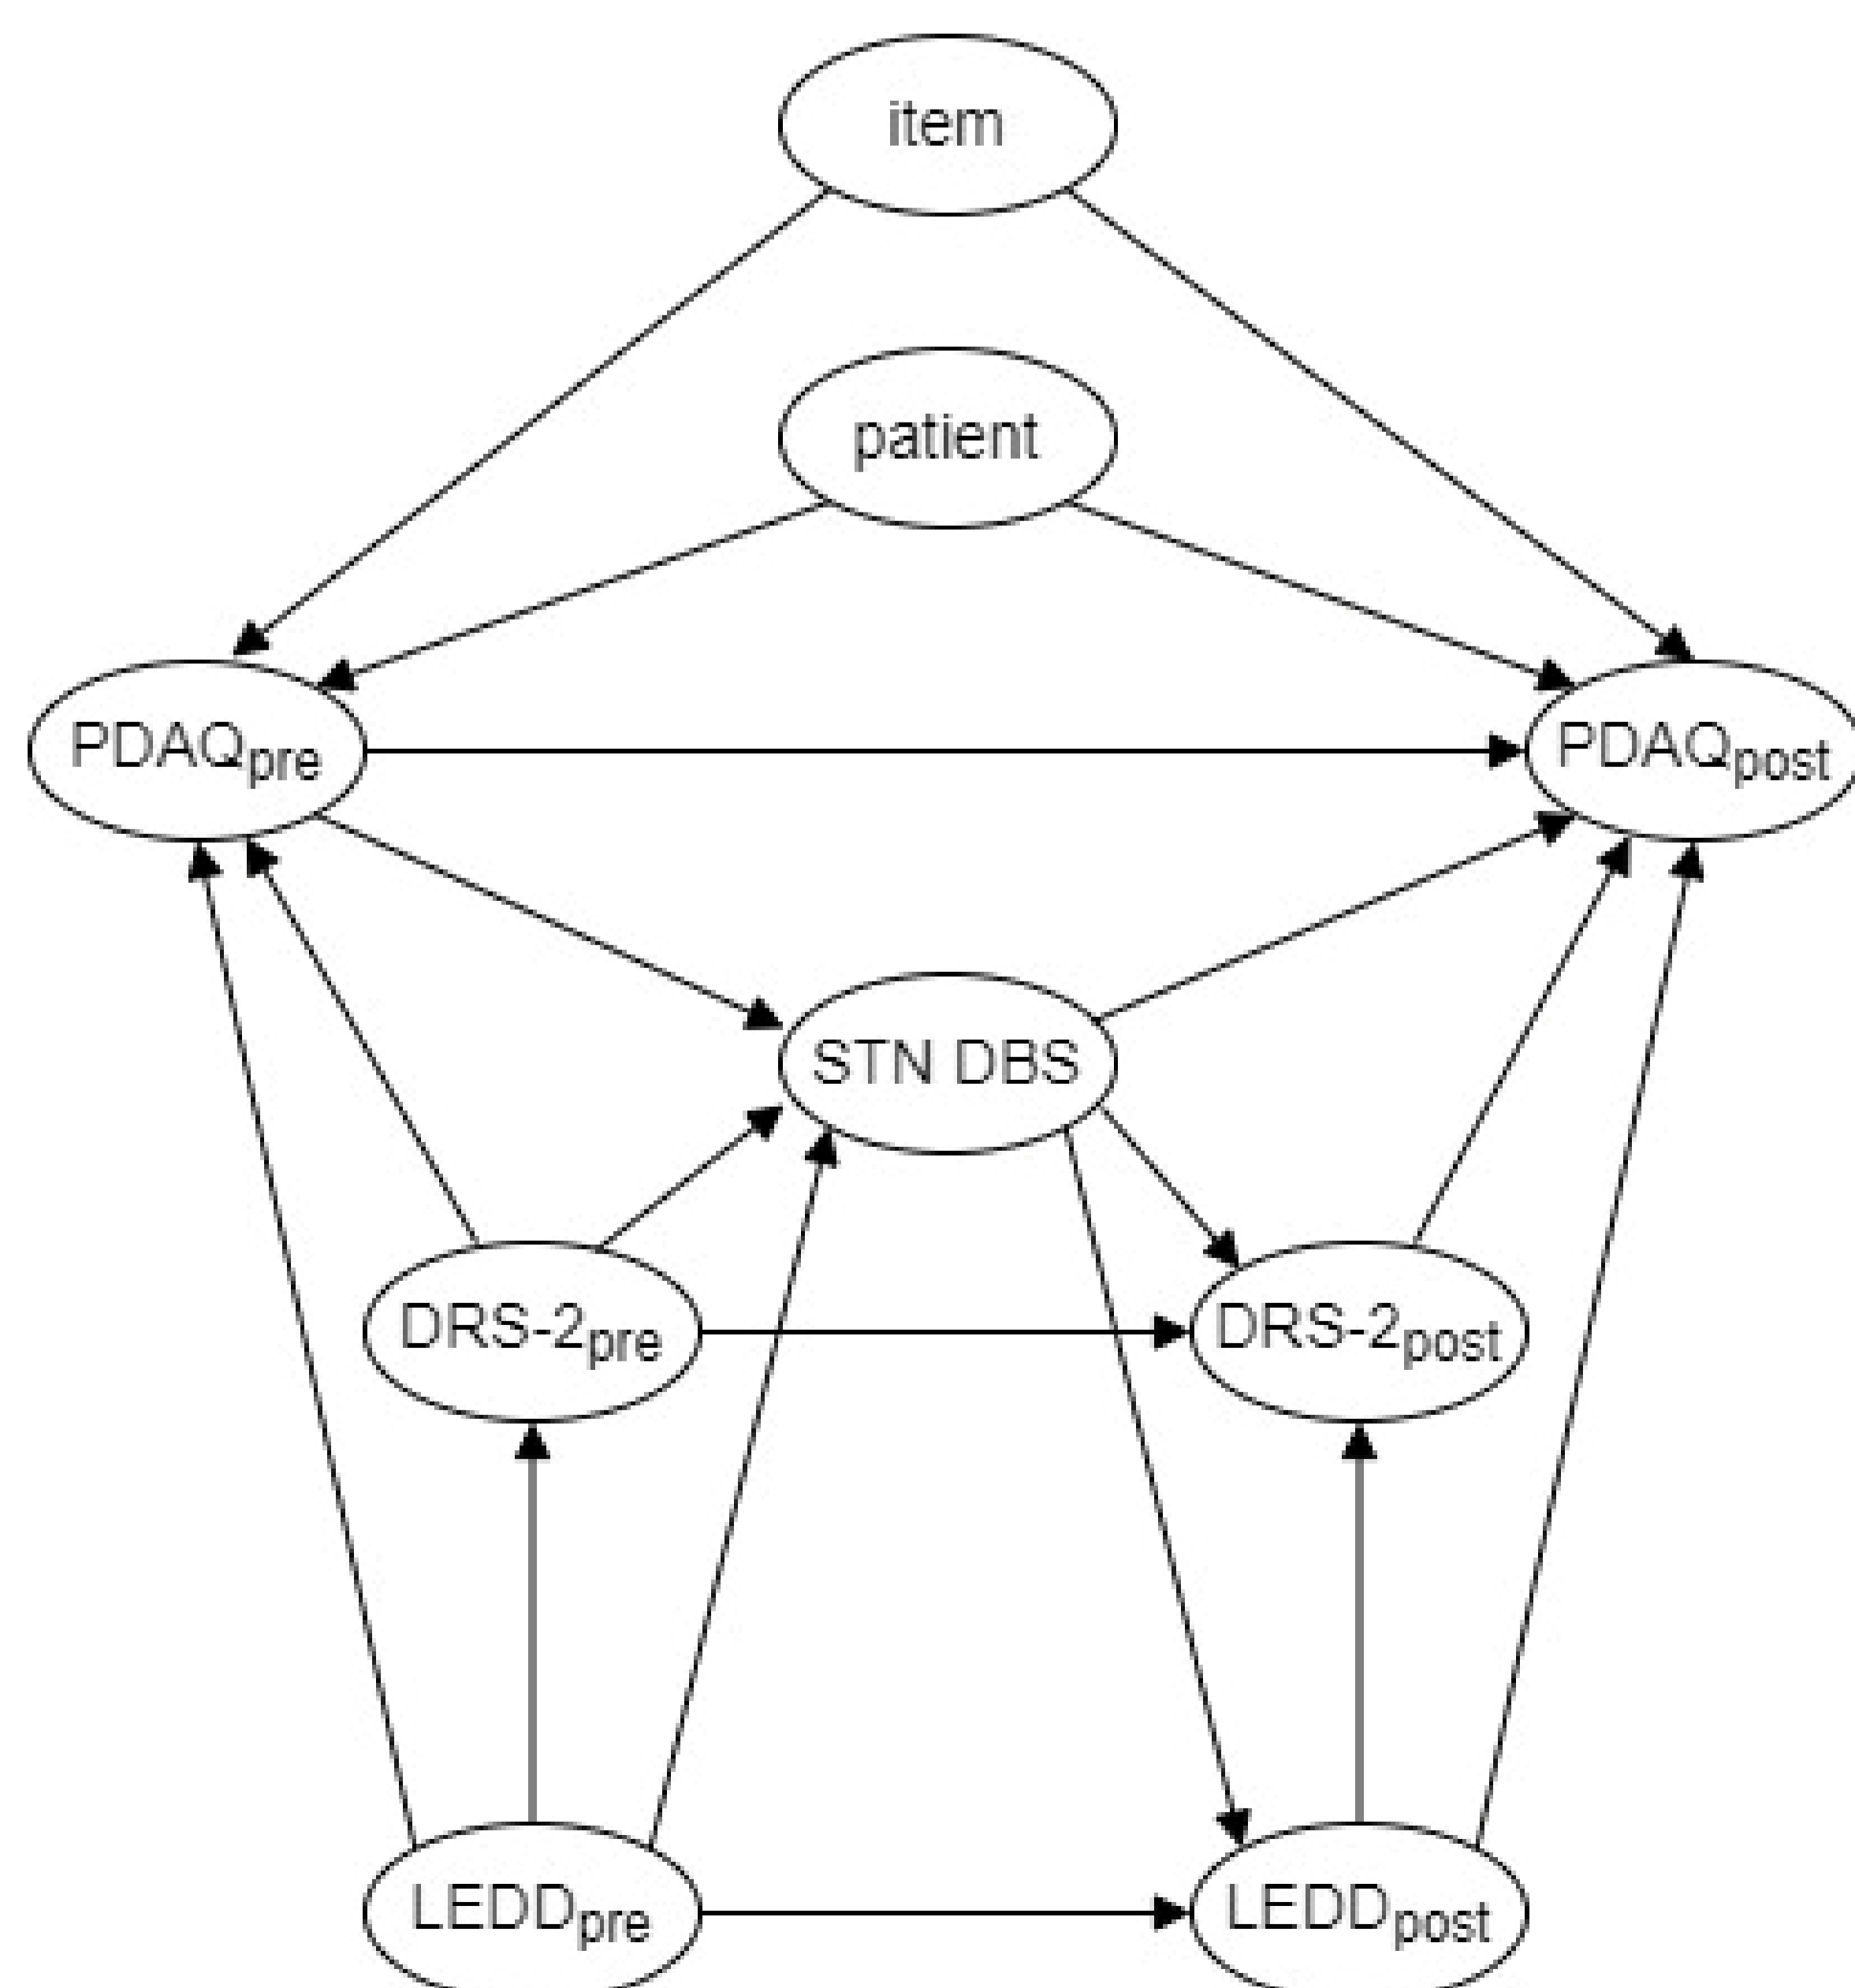 item
patient
PDAQpre
PDAQpost
STN DBS
DRS-2pre
DRS-2post
LEDDpre
LEDDpost